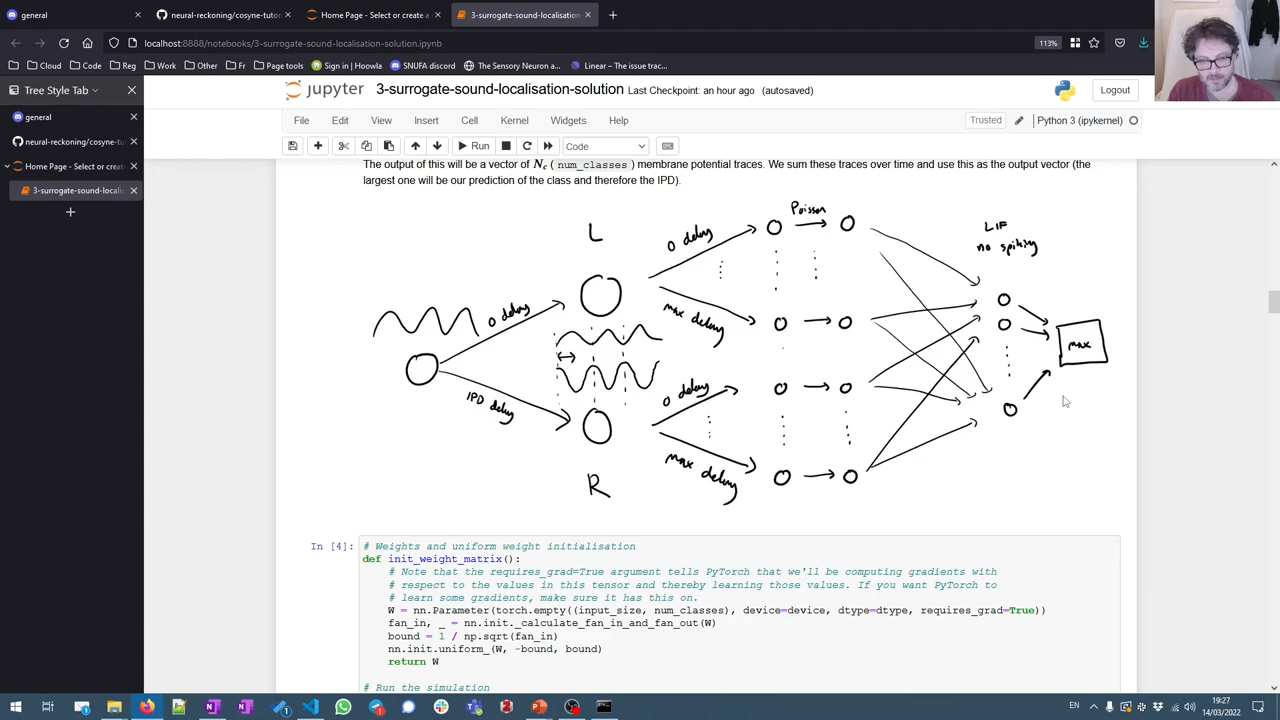 general
neural-reckoning/cosyne-tutor
Home Page - Select or create a
3-surrogate-sound-localisation-s
localhost:8888/notebooks/3-surrogate-sound-localisation-solution.ipynb
113%
Cloud
Code
Reg
Work
Other
Fr
Page tools
Sign in | Hoowla
SNUFA discord
The Sensory Neuron a...
Linear – The issue trac...
Tree Style Tab
general
neural-reckoning/cosyne-tu
Home Page - Select or creat
3-surrogate-sound-localis
jupyter 3-surrogate-sound-localisation-solution Last Checkpoint: an hour ago (autosaved)
Logout
File Edit View Insert Cell Kernel Widgets Help
Trusted
Python 3 (ipykernel)
Run
Code
The output of this will be a vector of Nc ( num_classes ) membrane potential traces. We sum these traces over time and use this as the output vector (the
largest one will be our prediction of the class and therefore the IPD).
Poisson
L
0 delay
LIF
no spiking
0 delay
max delay
max
IPD delay
0 delay
max delay
R
In [4]:
# Weights and uniform weight initialisation
def init_weight_matrix():
# Note that the requires_grad=True argument tells PyTorch that we'll be computing gradients with
# respect to the values in this tensor and thereby learning those values. If you want PyTorch to
# learn some gradients, make sure it has this on.
W = nn.Parameter(torch.empty((input_size, num_classes), device=device, dtype=dtype, requires_grad=True))
fan_in, _ = nn.init._calculate_fan_in_and_fan_out(W)
bound = 1 / np.sqrt(fan_in)
nn.init.uniform_(W, -bound, bound)
return W
# Run the simulation
EN
19:27
14/03/2022